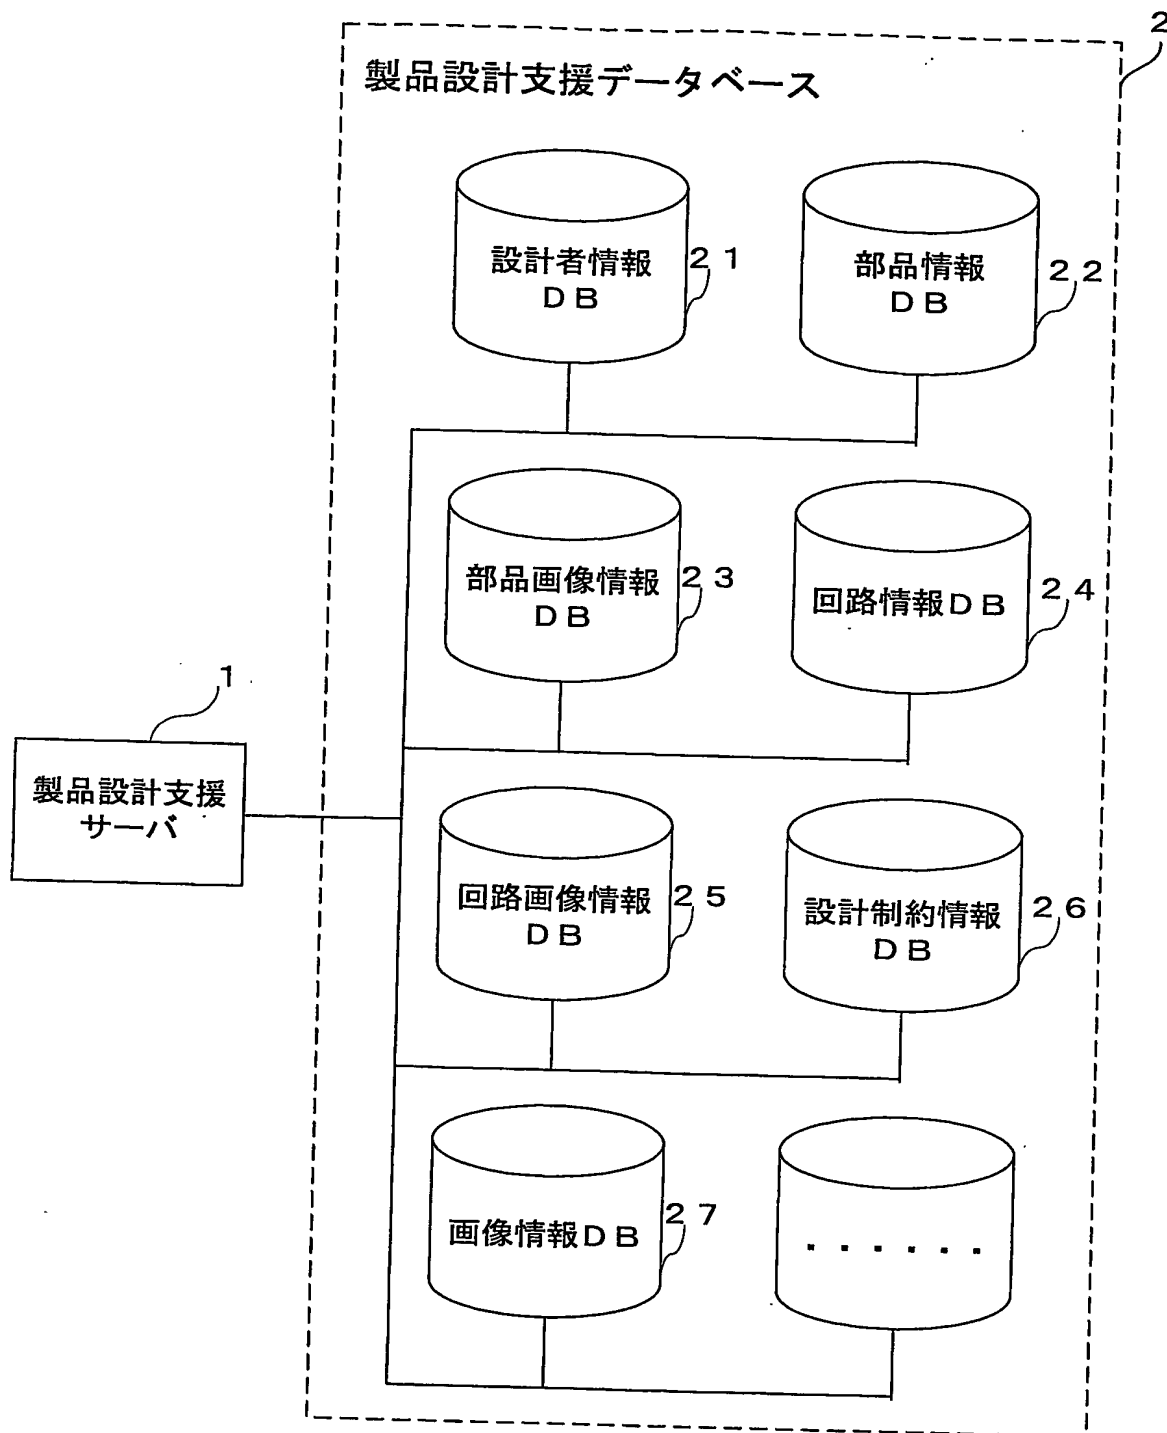 2
製品設計支援データベース
設計者情報
ＤＢ
２１
部品情報
ＤＢ
２２
部品画像情報
ＤＢ
２３
回路情報ＤＢ
２４
1
製品設計支援
サーバ
回路画像情報
ＤＢ
２５
設計制約情報
ＤＢ
２６
画像情報ＤＢ
２７
・・・・・・